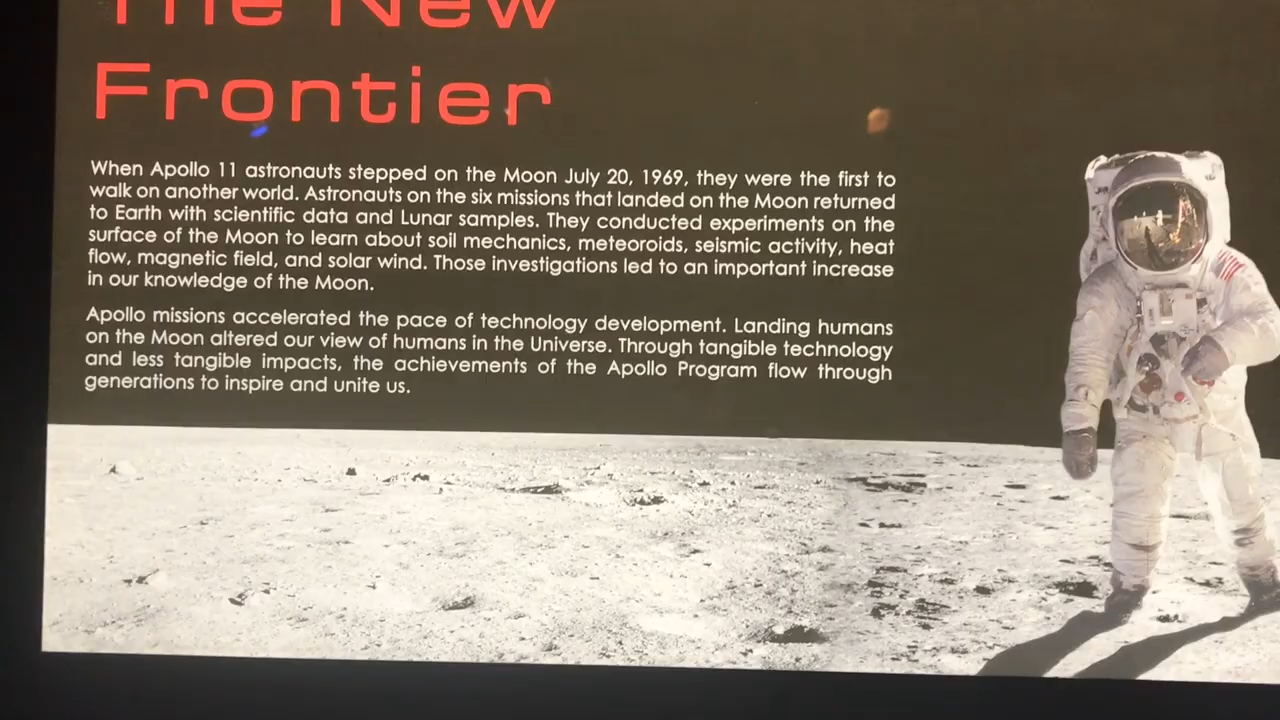 The New
Frontier
When Apollo 11 astronauts stepped on the Moon July 20, 1969, they were the first to
walk on another world. Astronauts on the six missions that landed on the Moon returned
to Earth with scientific data and Lunar samples. They conducted experiments on the
surface of the Moon to learn about soil mechanics, meteoroids, seismic activity, heat
flow, magnetic field, and solar wind. Those investigations led to an important increase
in our knowledge of the Moon.
Apollo missions accelerated the pace of technology development. Landing humans
on the Moon altered our view of humans in the Universe. Through tangible technology
and less tangible impacts, the achievements of the Apollo Program flow through
generations to inspire and unite us.